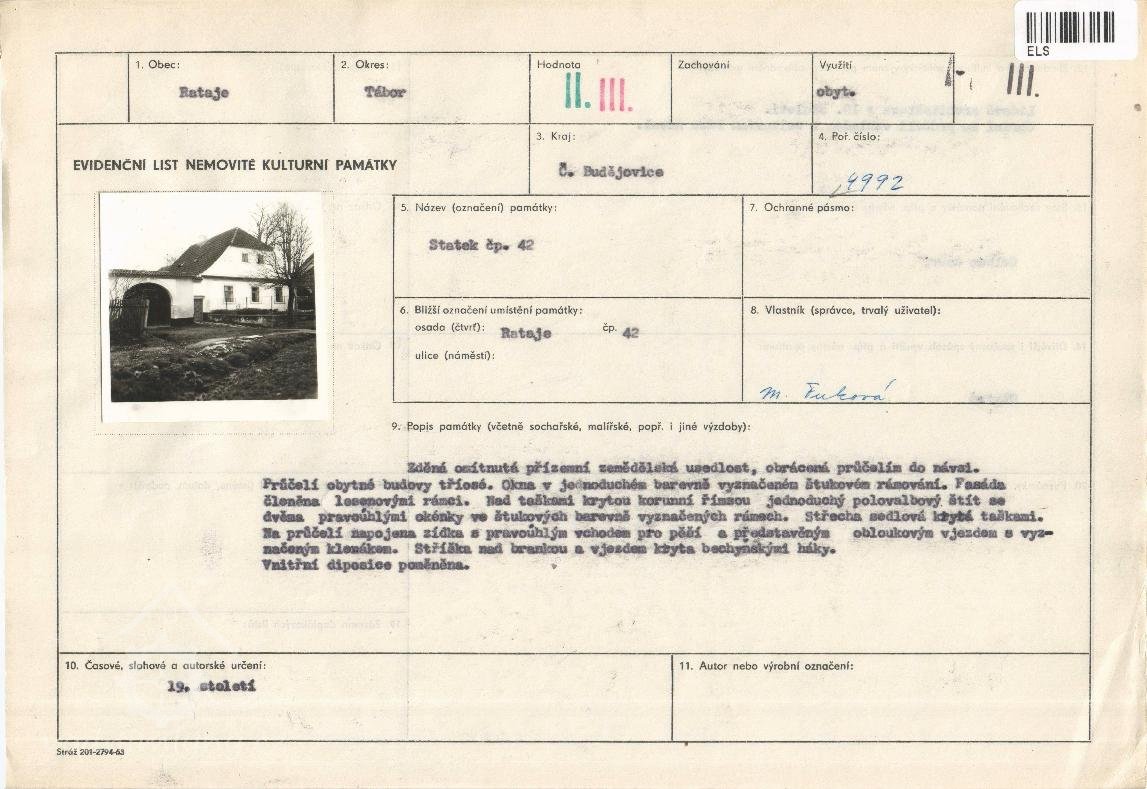 ELS
1. Obec:
Rataje
2. Okres:
Tábor
Hodnota
II. III.
Zachování
Využití
obyt.
III.
EVIDENČNÍ LIST NEMOVITÉ KULTURNÍ PAMÁTKY
3. Kraj:
Č. Budějovice
4. Poř. číslo:
4992
5. Název (označení) památky:
Statek čp. 42
7. Ochranné pásmo:
6. Bližší označení umístění památky:
osada (čtvrť): Rataje čp. 42
ulice (náměstí):
8. Vlastník (správce, trvalý uživatel):
M. Fuková
9. Popis památky (včetně sochařské, malířské, popř. i jiné výzdoby):
Zděná omítnutá přízemní zemědělská usedlost, obrácená průčelím do návsi.
Průčelí obytné budovy tříosé. Okna v jednoduchém barevně vyznačeném štukovém rámování. Fasáda
členěna lesenovými rámci. Nad taškami krytou korunní římsou jednoduchý polovalbový štít se
dvěma pravoúhlými okénky ve štukových barevně vyznačených rámech. Střecha sedlová krytá taškami.
Na průčelí napojena zídka s pravoúhlým vchodem pro pěší a představěným obloukovým vjezdem s vyz-
načeným klenákem. Stříška nad brankou a vjezdem kryta bechyňskými háky.
Vnitřní diposice poměněna.
10. Časové, slohové a autorské určení:
19. století
11. Autor nebo výrobní označení:
Stráž 201-2794-63